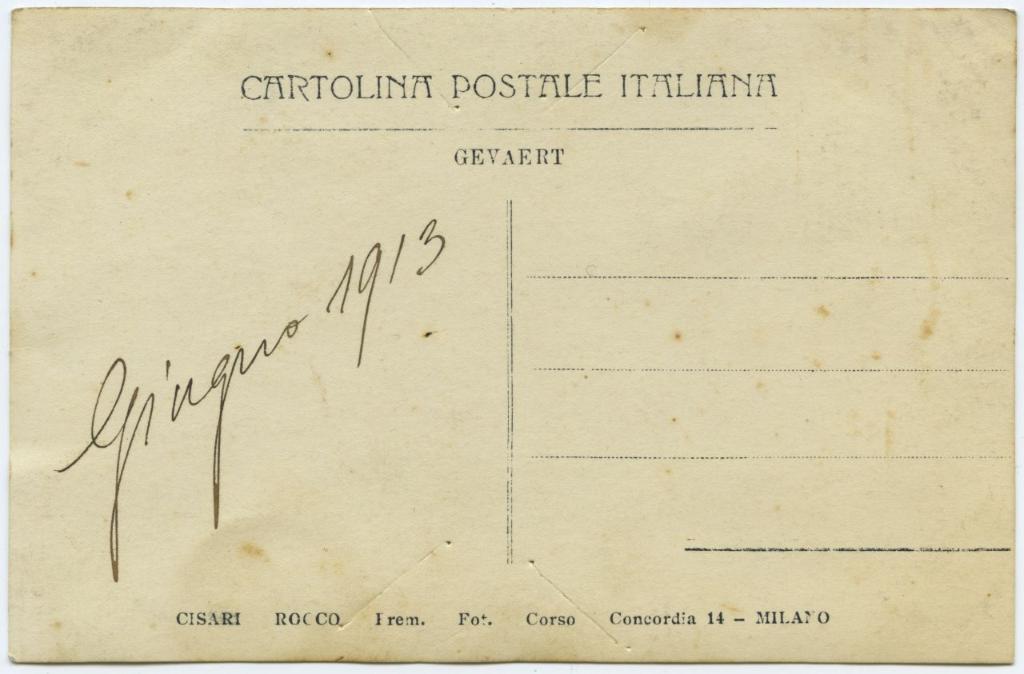 CARTOLINA POSTALE ITALIANA
GEVAERT
Giugno 1913
CISARI ROCCO Prem. Fot. Corso Concordia 14 – MILANO